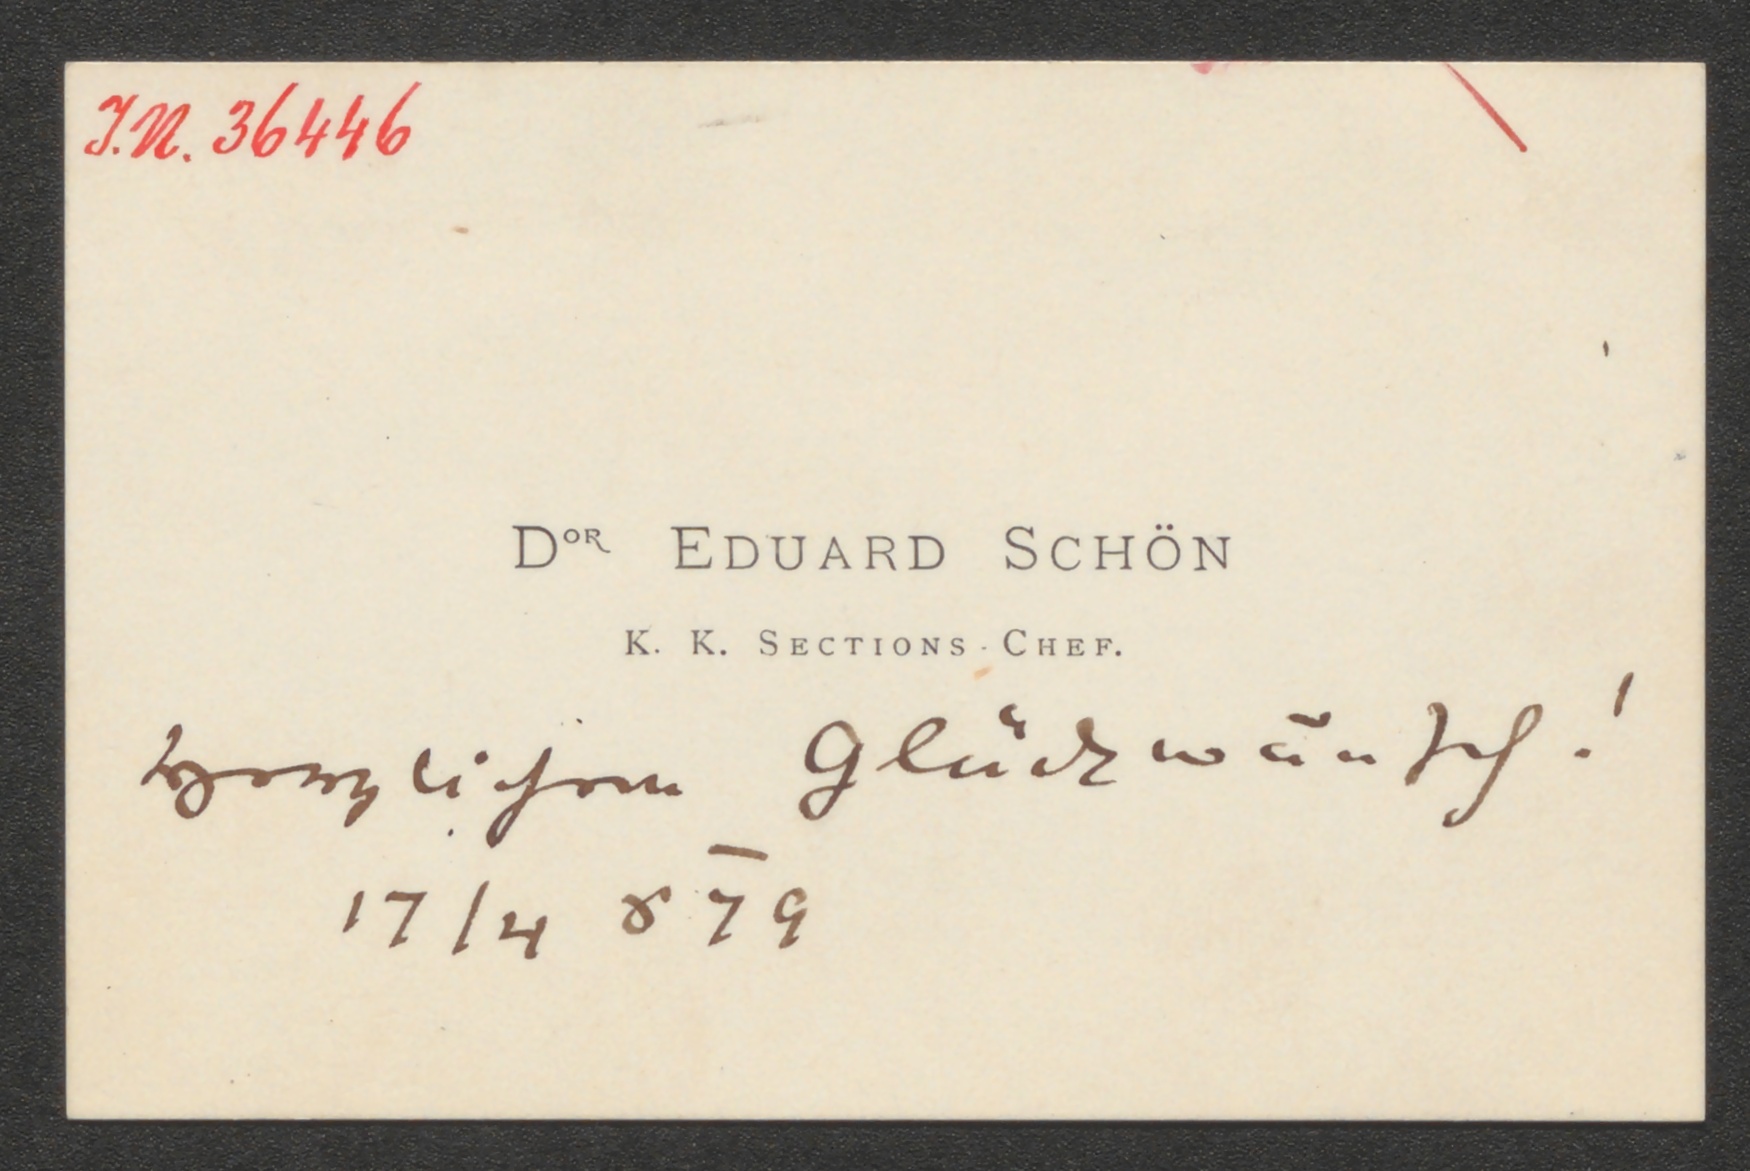 I.N. 36446
DOR EDUARD SCHÖN
K. K. SECTIONS-CHEF.
Herzlichen Glückwunsch!
17/4 879